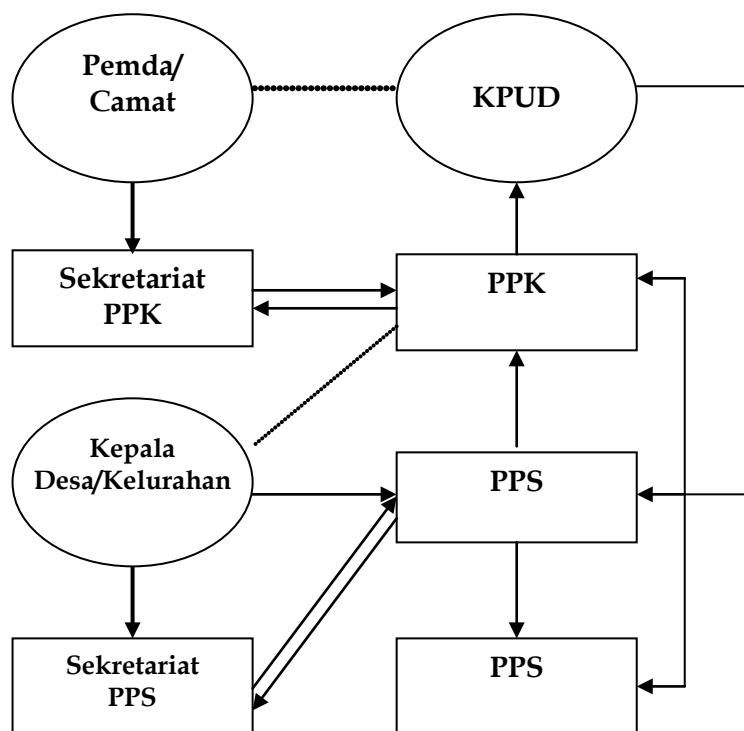 Pemda/
Camat
KPUD
Sekretariat
PPK
PPK
Kepala
Desa/Kelurahan
PPS
Sekretariat
PPS
PPS